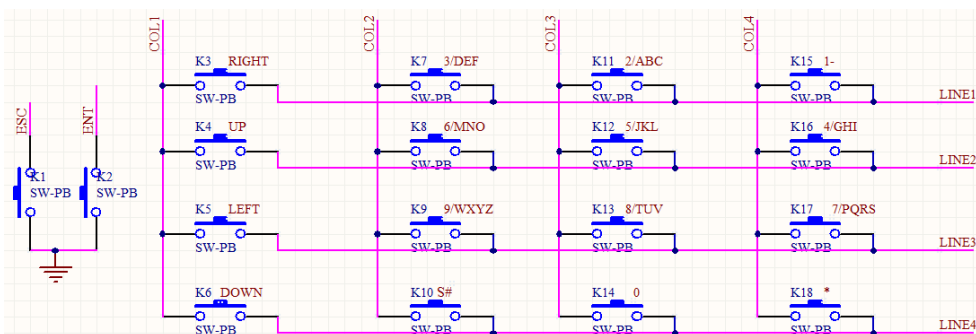 COL1 COL2 COL3 COL4
K3 RIGHT K7 3/DEF K11 2/ABC K15 1-
SW-PB SW-PB SW-PB SW-PB LINE1
ESC ENT
K4 UP K8 6/MNO K12 5/JKL K16 4/GHI
SW-PB SW-PB SW-PB SW-PB LINE2
K1 K2
SW-PB SW-PB
K5 LEFT K9 9/WXYZ K13 8/TUV K17 7/PQRS
SW-PB SW-PB SW-PB SW-PB LINE3
K6 DOWN K10 S# K14 0 K18 *
SW-PB SW-PB SW-PB SW-PB LINE4